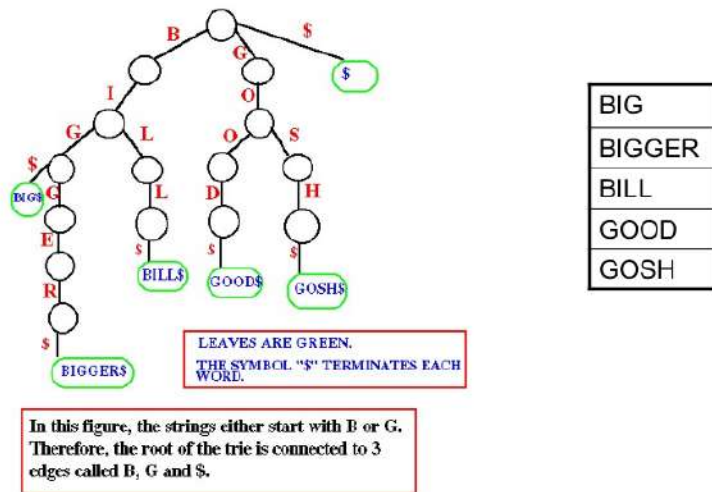 B
G
$
$
I
O
G
L
O
S
$
G
BIG$
L
D
H
E
$
$
$
R
BILL$
GOOD$
GOSH$
$
BIGGER$
BIG
BIGGER
BILL
GOOD
GOSH
LEAVES ARE GREEN.
THE SYMBOL "$" TERMINATES EACH
WORD.
In this figure, the strings either start with B or G.
Therefore, the root of the trie is connected to 3
edges called B, G and $.